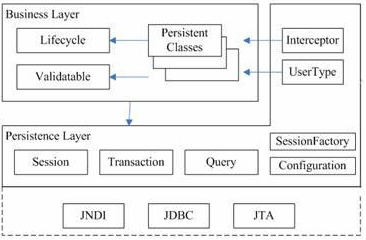 Business Layer
Lifecycle
Persistent
Classes
Interceptor
Validatable
UserType
Persistence Layer
SessionFactory
Session
Transaction
Query
Configuration
JNDI
JDBC
JTA